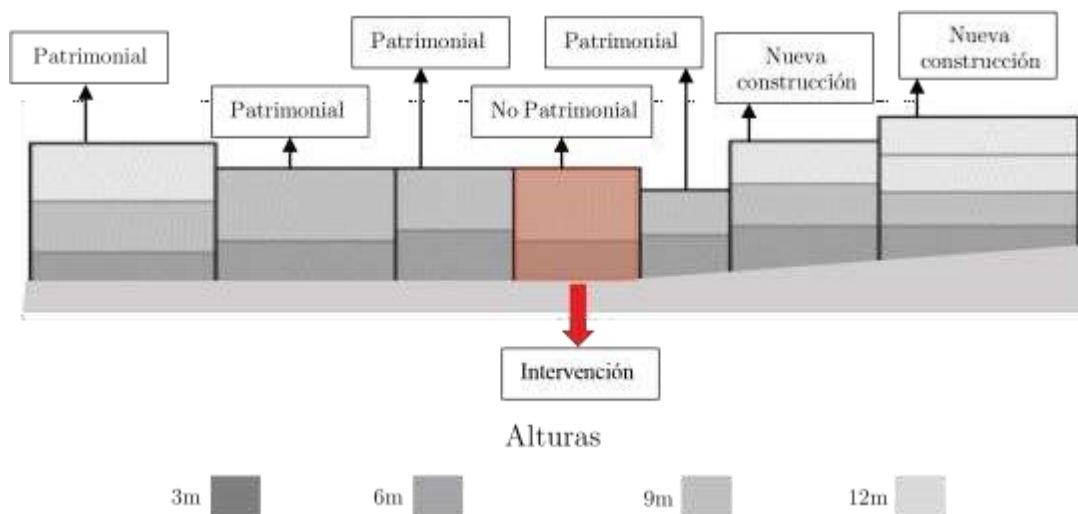 Patrimonial
Patrimonial
Patrimonial
No Patrimonial
Patrimonial
Nueva
construcción
Nueva
construcción
Intervención
Alturas
3m
6m
9m
12m